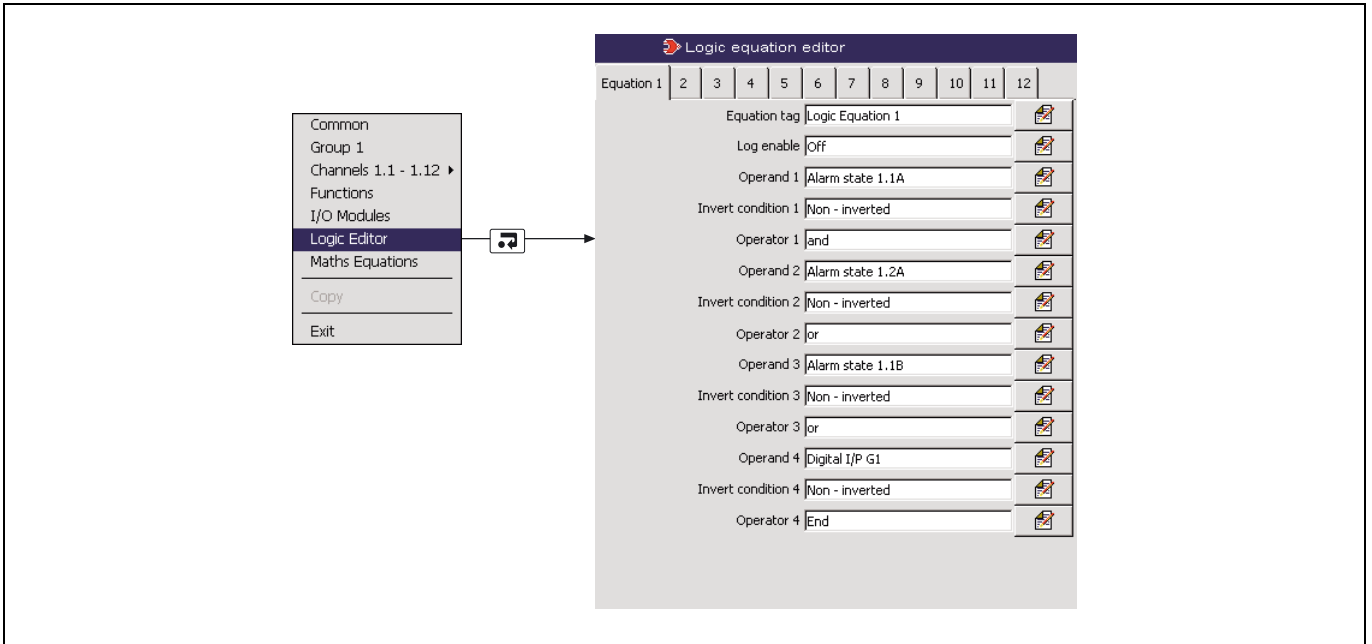 Common
Group 1
Channels 1.1 - 1.12
Functions
I/O Modules
Logic Editor
Maths Equations
Copy
Exit
Logic equation editor
Equation 1 2 3 4 5 6 7 8 9 10 11 12
Equation tag Logic Equation 1
Log enable Off
Operand 1 Alarm state 1.1A
Invert condition 1 Non - inverted
Operator 1 and
Operand 2 Alarm state 1.2A
Invert condition 2 Non - inverted
Operator 2 or
Operand 3 Alarm state 1.1B
Invert condition 3 Non - inverted
Operator 3 or
Operand 4 Digital I/P G1
Invert condition 4 Non - inverted
Operator 4 End